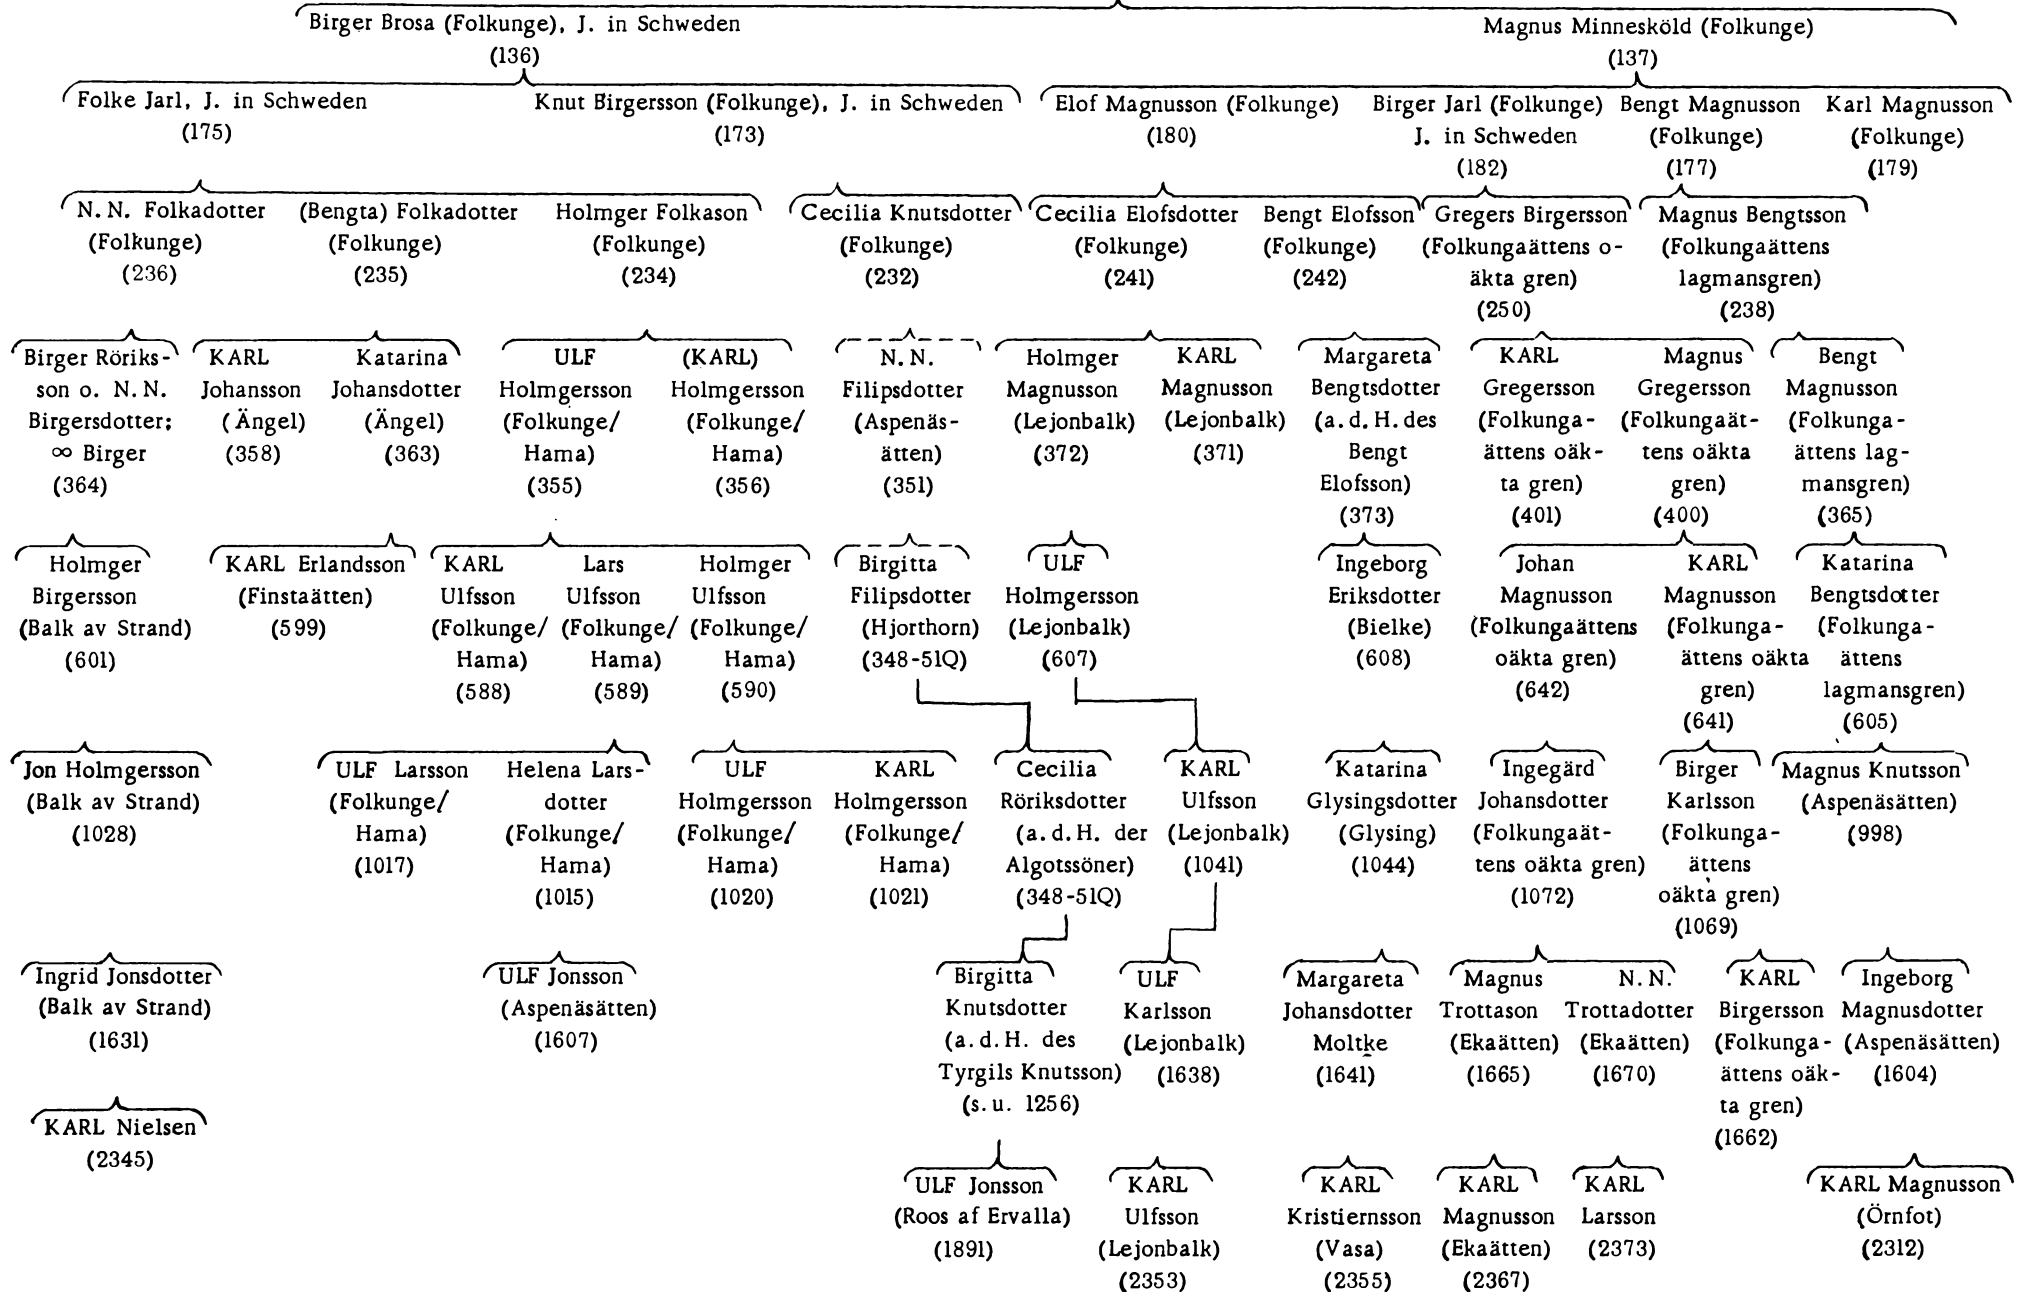 Birger Brosa (Folkunge), J. in Schweden
(136)
Magnus Minnesköld (Folkunge)
(137)
Folke Jarl, J. in Schweden
(175)
Knut Birgersson (Folkunge), J. in Schweden
(173)
Elof Magnusson (Folkunge)
(180)
Birger Jarl (Folkunge)
J. in Schweden
(182)
Bengt Magnusson
(Folkunge)
(177)
Karl Magnusson
(Folkunge)
(179)
N. N. Folkadotter
(Folkunge)
(236)
(Bengta) Folkadotter
(Folkunge)
(235)
Holmger Folkason
(Folkunge)
(234)
Cecilia Knutsdotter
(Folkunge)
(232)
Cecilia Elofsdotter
(Folkunge)
(241)
Bengt Elofsson
(Folkunge)
(242)
Gregers Birgersson
(Folkungaättens o-
äkta gren)
(250)
Magnus Bengtsson
(Folkungaättens
lagmansgren)
(238)
Birger Röriks-
son o. N. N.
Birgersdotter;
∞ Birger
(364)
KARL
Johansson
(Ängel)
(358)
Katarina
Johansdotter
(Ängel)
(363)
ULF
Holmgersson
(Folkunge/
Hama)
(355)
(KARL)
Holmgersson
(Folkunge/
Hama)
(356)
N. N.
Filipsdotter
(Aspenäs-
ätten)
(351)
Holmger
Magnusson
(Lejonbalk)
(372)
KARL
Magnusson
(Lejonbalk)
(371)
Margareta
Bengtsdotter
(a. d. H. des
Bengt
Elofsson)
(373)
KARL
Gregersson
(Folkunga-
ättens oäk-
ta gren)
(401)
Magnus
Gregersson
(Folkungaät-
tens oäkta
gren)
(400)
Bengt
Magnusson
(Folkunga-
ättens lag-
mansgren)
(365)
Holmger
Birgersson
(Balk av Strand)
(601)
KARL Erlandsson
(Finstaätten)
(599)
KARL
Ulfsson
(Folkunge/
Hama)
(588)
Lars
Ulfsson
(Folkunge/
Hama)
(589)
Holmger
Ulfsson
(Folkunge/
Hama)
(590)
Birgitta
Filipsdotter
(Hjorthorn)
(348-51Q)
ULF
Holmgersson
(Lejonbalk)
(607)
Ingeborg
Eriksdotter
(Bielke)
(608)
Johan
Magnusson
(Folkungaättens
oäkta gren)
(642)
KARL
Magnusson
(Folkunga-
ättens oäkta
gren)
(641)
Katarina
Bengtsdotter
(Folkunga-
ättens
lagmansgren)
(605)
Jon Holmgersson
(Balk av Strand)
(1028)
ULF Larsson
(Folkunge/
Hama)
(1017)
Helena Lars-
dotter
(Folkunge/
Hama)
(1015)
ULF
Holmgersson
(Folkunge/
Hama)
(1020)
KARL
Holmgersson
(Folkunge/
Hama)
(1021)
Cecilia
Röriksdotter
(a. d. H. der
Algotssöner)
(348-51Q)
KARL
Ulfsson
(Lejonbalk)
(1041)
Katarina
Glysingsdotter
(Glysing)
(1044)
Ingegärd
Johansdotter
(Folkungaät-
tens oäkta gren)
(1072)
Birger
Karlsson
(Folkunga-
ättens
oäkta gren)
(1069)
Magnus Knutsson
(Aspenäsätten)
(998)
Ingrid Jonsdotter
(Balk av Strand)
(1631)
ULF Jonsson
(Aspenäsätten)
(1607)
Birgitta
Knutsdotter
(a. d. H. des
Tyrgils Knutsson)
(s. u. 1256)
ULF
Karlsson
(Lejonbalk)
(1638)
Margareta
Johansdotter
Moltke
(1641)
Magnus
Trottason
(Ekaätten)
(1665)
N. N.
Trottadotter
(Ekaätten)
(1670)
KARL
Birgersson
(Folkunga-
ättens oäk-
ta gren)
(1662)
Ingeborg
Magnusdotter
(Aspenäsätten)
(1604)
KARL Nielsen
(2345)
ULF Jonsson
(Roos af Ervalla)
(1891)
KARL
Ulfsson
(Lejonbalk)
(2353)
KARL
Kristiernsson
(Vasa)
(2355)
KARL
Magnusson
(Ekaätten)
(2367)
KARL
Larsson
(2373)
KARL Magnusson
(Örnfot)
(2312)